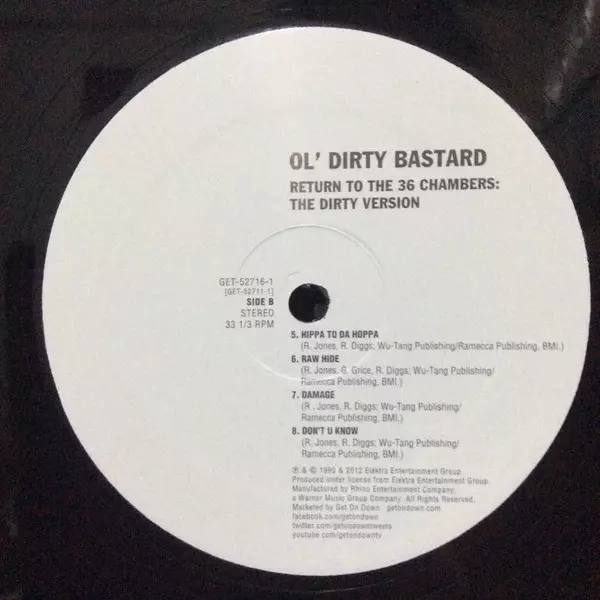 OL' DIRTY BASTARD
RETURN TO THE 36 CHAMBERS:
THE DIRTY VERSION
GET-52716-1
[GET-52711-1]
SIDE B
STEREO
33 1/3 RPM
5. HIPPA TO DA HOPPA
(R. Jones, R. Diggs; Wu-Tang Publishing/Ramecca Publishing, BMI.)
6. RAW HIDE
(R. Jones, G. Grice, R. Diggs; Wu-Tang Publishing/
Ramecca Publishing, BMI.)
7. DAMAGE
(R . Jones, R. Diggs; Wu-Tang Publishing/
Ramecca Publishing, BMI.)
8. DON'T U KNOW
(R. Jones, R. Diggs; Wu-Tang Publishing/
Ramecca Publishing, BMI.)
℗ & © 1995 & 2012 Elektra Entertainment Group.
Produced under license from Elektra Entertainment Group.
Manufactured by Rhino Entertainment Company,
a Warner Music Group Company. All Rights Reserved.
Marketed by Get On Down getondown.com
facebook.com/getondown
twitter.com/getondowntweets
youtube.com/getondowntv